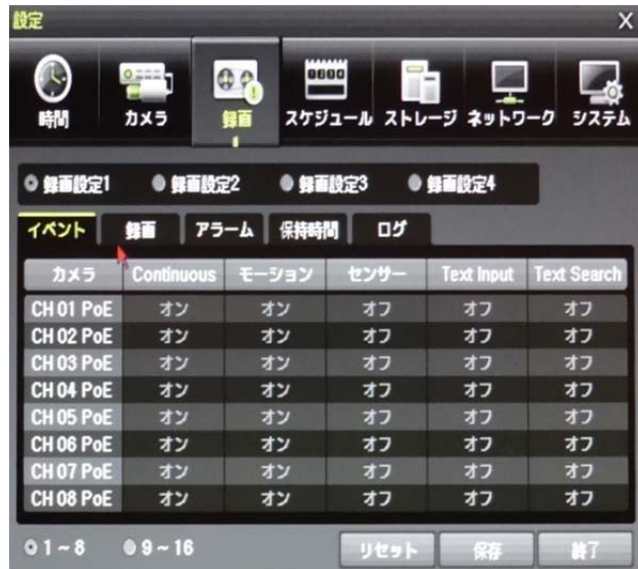 設定 X
時間 カメラ 録画 スケジュール ストレージ ネットワーク システム
録画設定1 録画設定2 録画設定3 録画設定4
イベント 録画 アラーム 保持時間 ログ
カメラ Continuous モーション センサー Text Input Text Search
CH 01 PoE オン オン オフ オフ オフ
CH 02 PoE オン オン オフ オフ オフ
CH 03 PoE オン オン オフ オフ オフ
CH 04 PoE オン オン オフ オフ オフ
CH 05 PoE オン オン オフ オフ オフ
CH 06 PoE オン オン オフ オフ オフ
CH 07 PoE オン オン オフ オフ オフ
CH 08 PoE オン オン オフ オフ オフ
1 ~ 8 9 ~ 16 リセット 保存 終了